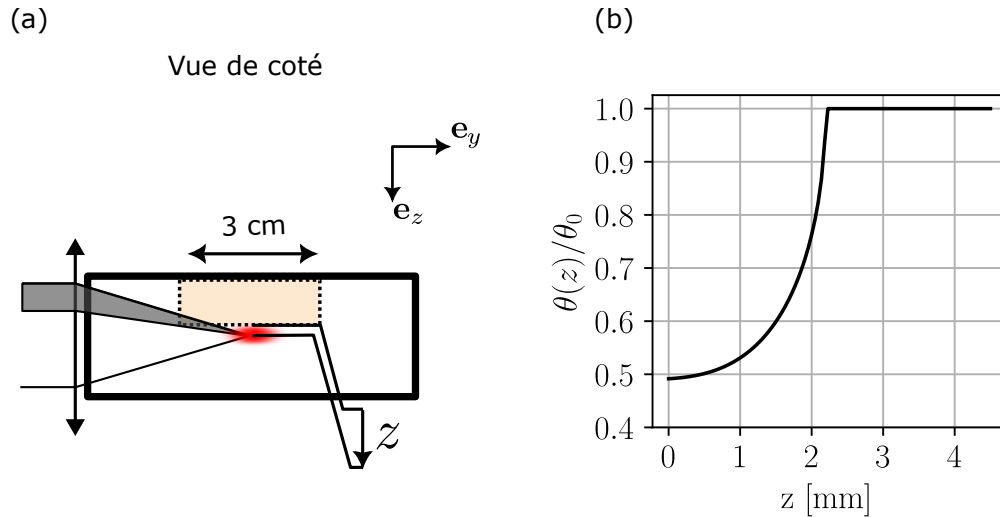 (a)
Vue de coté
e_y
e_z
3 cm
z
(b)
θ(z)/θ₀
1.0
0.9
0.8
0.7
0.6
0.5
0.4
0 1 2 3 4
z [mm]